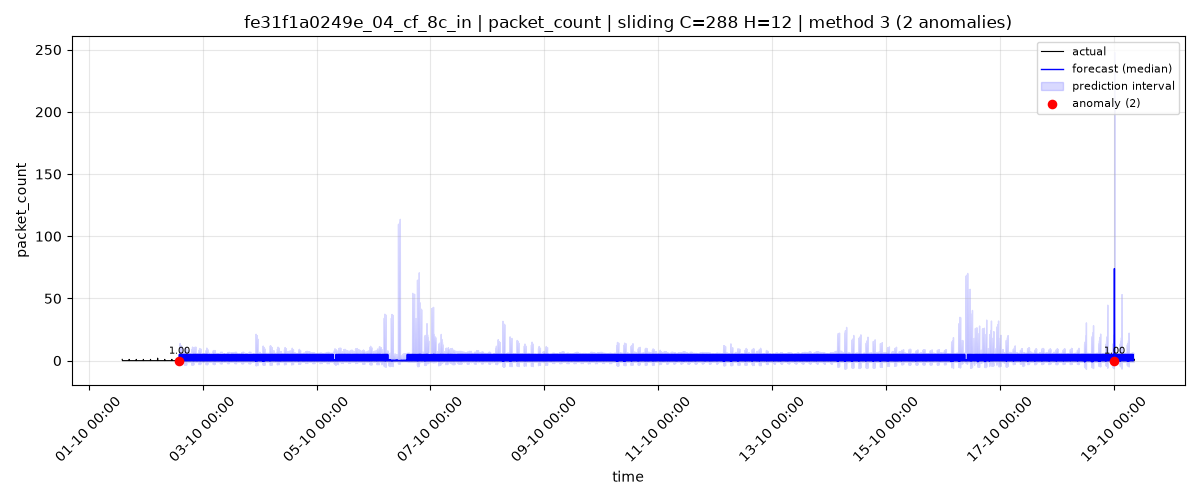 fe31f1a0249e_04_cf_8c_in | packet_count | sliding C=288 H=12 | method 3 (2 anomalies)
actual
forecast (median)
prediction interval
anomaly (2)
packet_count
250
200
150
100
50
0
1.00
1.00
01-10 00:00
03-10 00:00
05-10 00:00
07-10 00:00
09-10 00:00
11-10 00:00
13-10 00:00
15-10 00:00
17-10 00:00
19-10 00:00
time